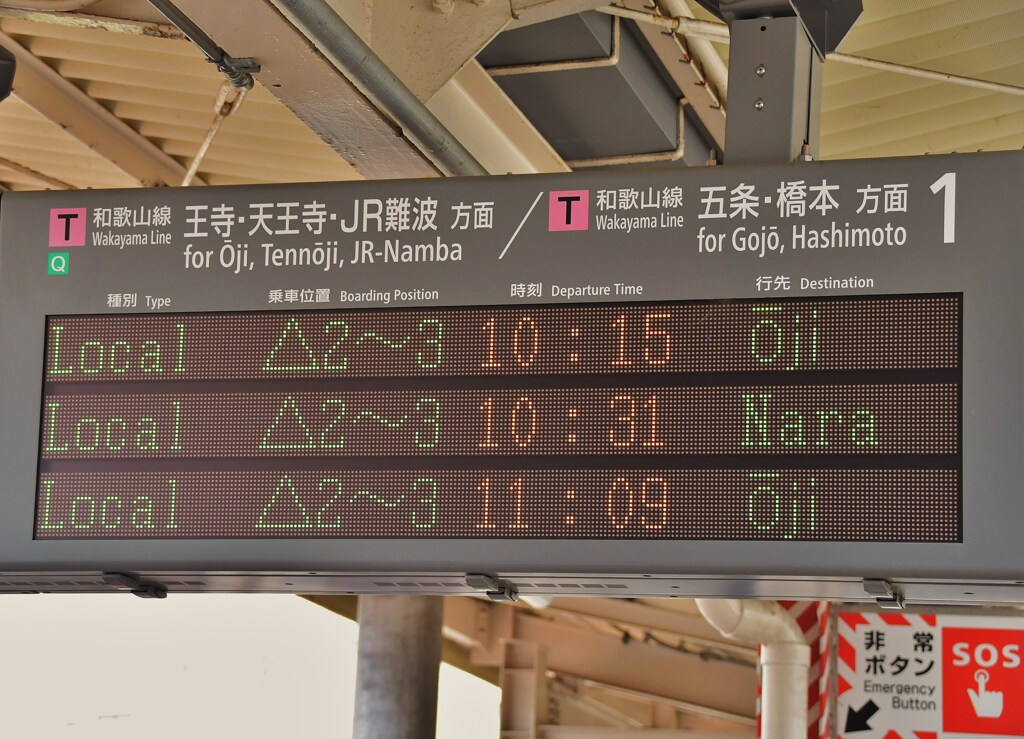 T 和歌山線 王寺・天王寺・JR難波 方面 / T 和歌山線 五条・橋本 方面 1
Wakayama Line for Ōji, Tennōji, JR-Namba Wakayama Line for Gojō, Hashimoto
Q
種別 Type 乗車位置 Boarding Position 時刻 Departure Time 行先 Destination
Local △2〜3 10:15 Ōji
Local △2〜3 10:31 Nara
Local △2〜3 11:09 Ōji
非常
ボタン
Emergency
Button
SOS